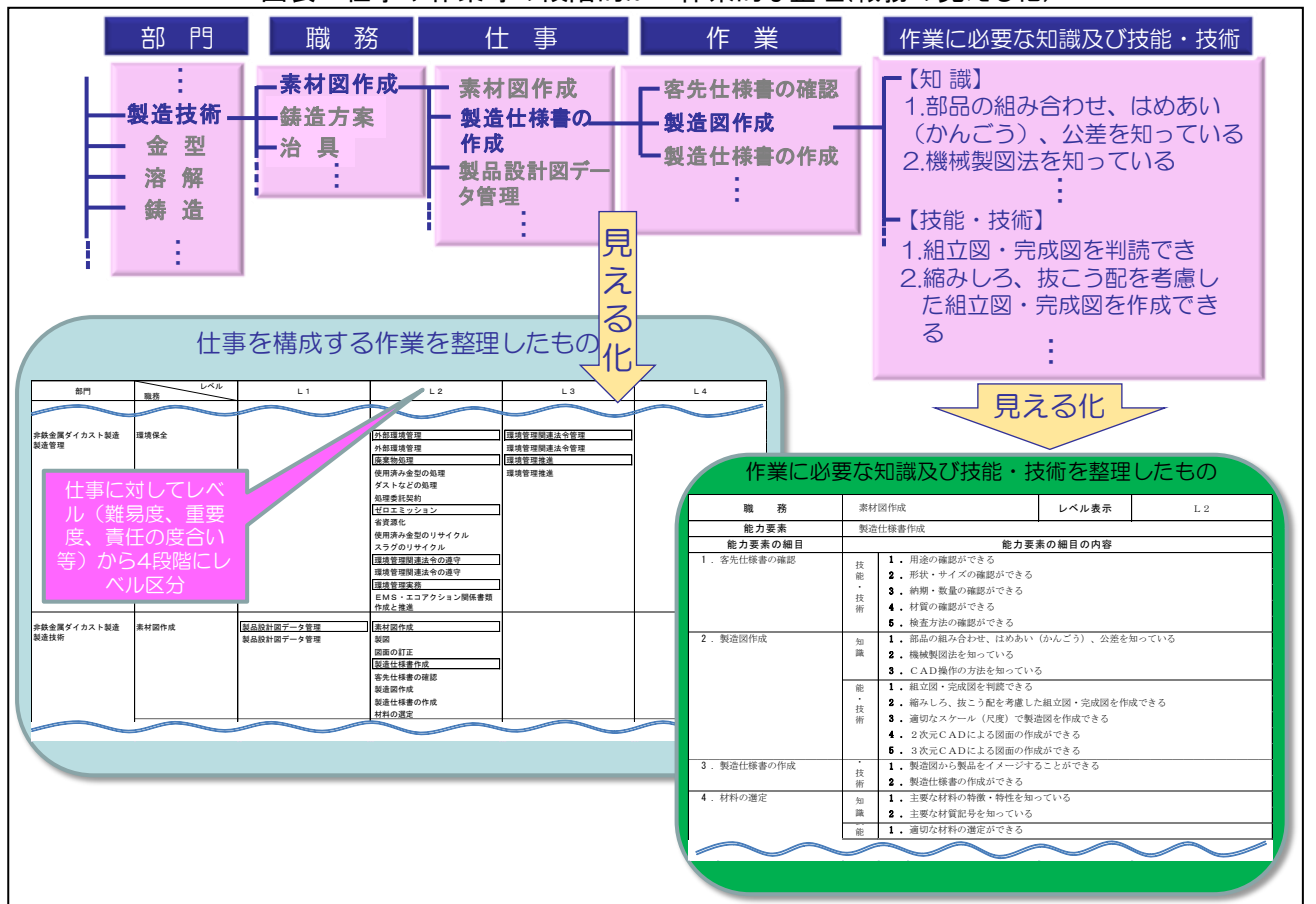 部 門
職 務
仕 事
作 業
作業に必要な知識及び技能・技術
：
製造技術
金 型
溶 解
鋳 造
：
素材図作成
鋳造方案
治 具
：
素材図作成
製造仕様書の
作成
製品設計図デー
タ管理
：
客先仕様書の確認
製造図作成
製造仕様書の作成
：
【知 識】
1.部品の組み合わせ、はめあい
（かんごう）、公差を知っている
2.機械製図法を知っている
：
【技能・技術】
1.組立図・完成図を判読でき
2.縮みしろ、抜こう配を考慮し
た組立図・完成図を作成でき
る
：
見える化
見える化
仕事を構成する作業を整理したもの
部門
レベル
職務
L１
L２
L３
L４
非鉄金属ダイカスト製造
製造管理
環境保全
外部環境管理
外部環境管理
廃棄物処理
使用済み金型の処理
ダストなどの処理
処理委託契約
ゼロエミッション
省資源化
使用済み金型のリサイクル
スラグのリサイクル
環境管理関連法令の遵守
環境管理関連法令の遵守
環境管理実務
ＥＭＳ・エコアクション関係書類
作成と推進
環境管理関連法令管理
環境管理関連法令管理
環境管理推進
環境管理推進
非鉄金属ダイカスト製造
製造技術
素材図作成
製品設計図データ管理
製品設計図データ管理
素材図作成
製図
図面の訂正
製造仕様書作成
客先仕様書の確認
製造図作成
製造仕様書の作成
材料の選定
仕事に対してレベ
ル（難易度、重要
度、責任の度合い
等）から4段階にレ
ベル区分
作業に必要な知識及び技能・技術を整理したもの
職 務
素材図作成
レベル表示
L２
能力要素
製造仕様書作成
能力要素の細目
能力要素の細目の内容
１．客先仕様書の確認
技能・技術
１．用途の確認ができる
２．形状・サイズの確認ができる
３．納期・数量の確認ができる
４．材質の確認ができる
５．検査方法の確認ができる
２．製造図作成
知識
１．部品の組み合わせ、はめあい（かんごう）、公差を知っている
２．機械製図法を知っている
３．ＣＡＤ操作の方法を知っている
能・技術
１．組立図・完成図を判読できる
２．縮みしろ、抜こう配を考慮した組立図・完成図を作成できる
３．適切なスケール（尺度）で製造図を作成できる
４．２次元ＣＡＤによる図面の作成ができる
５．３次元ＣＡＤによる図面の作成ができる
３．製造仕様書の作成
・技術
１．製造図から製品をイメージすることができる
２．製造仕様書の作成ができる
４．材料の選定
知識
１．主要な材料の特徴・特性を知っている
２．主要な材質記号を知っている
能
１．適切な材料の選定ができる